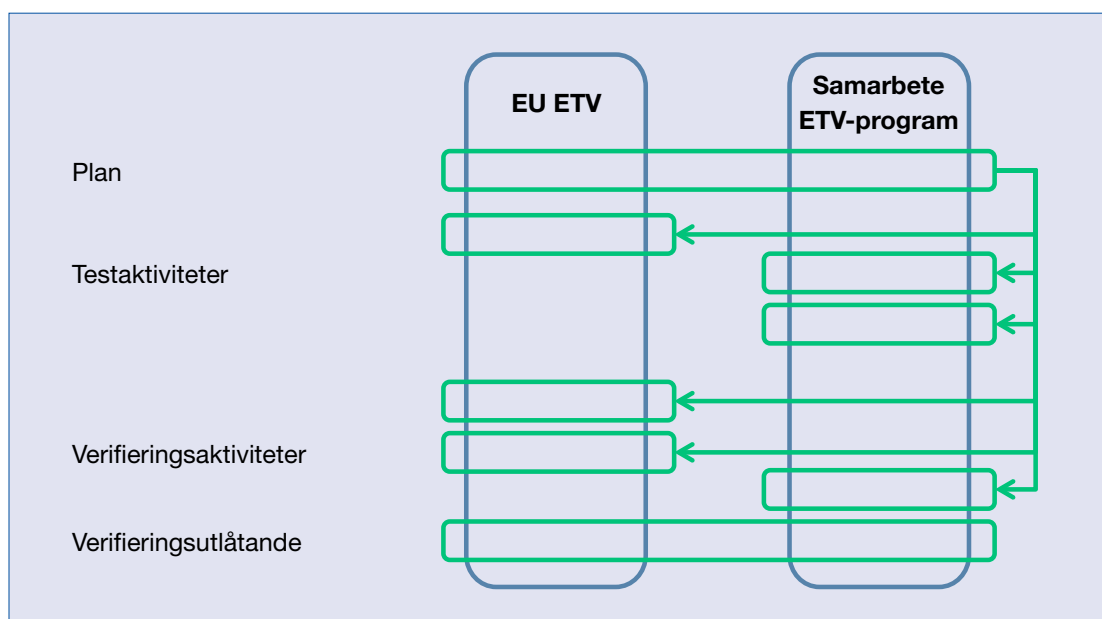 EU ETV
Samarbete
ETV-program
Plan
Testaktiviteter
Verifieringsaktiviteter
Verifieringsutlåtande